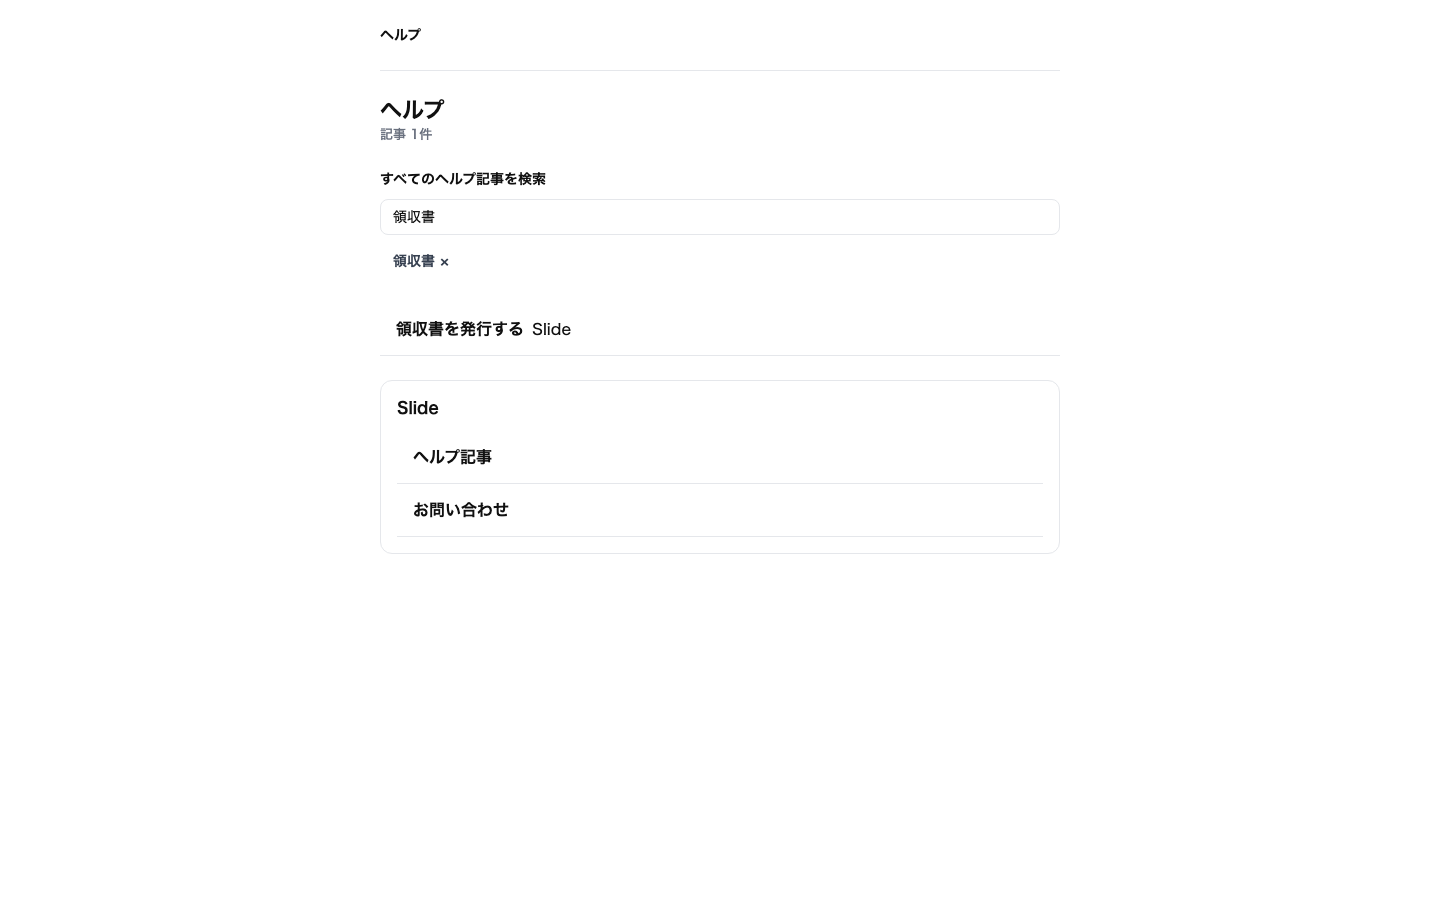 ヘルプ
ヘルプ
記事 1件
すべてのヘルプ記事を検索
領収書
領収書 ×
領収書を発行する Slide
Slide
ヘルプ記事
お問い合わせ